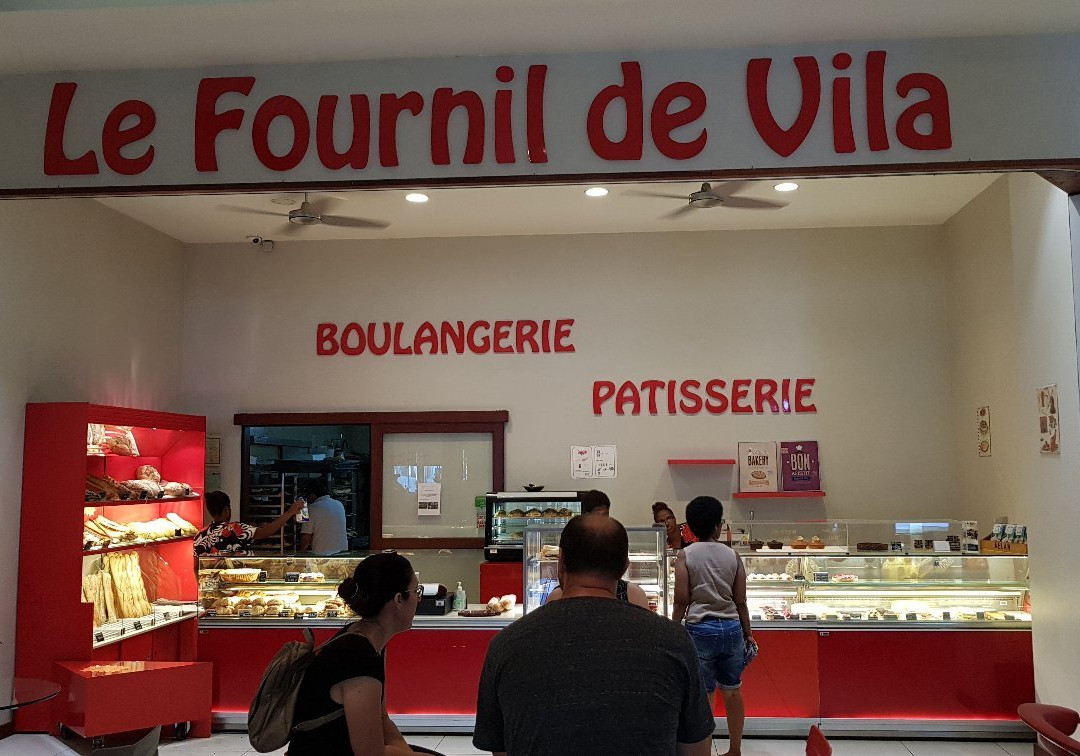 Le Fournil de Vila
BOULANGERIE
PATISSERIE
BAKERY
BON